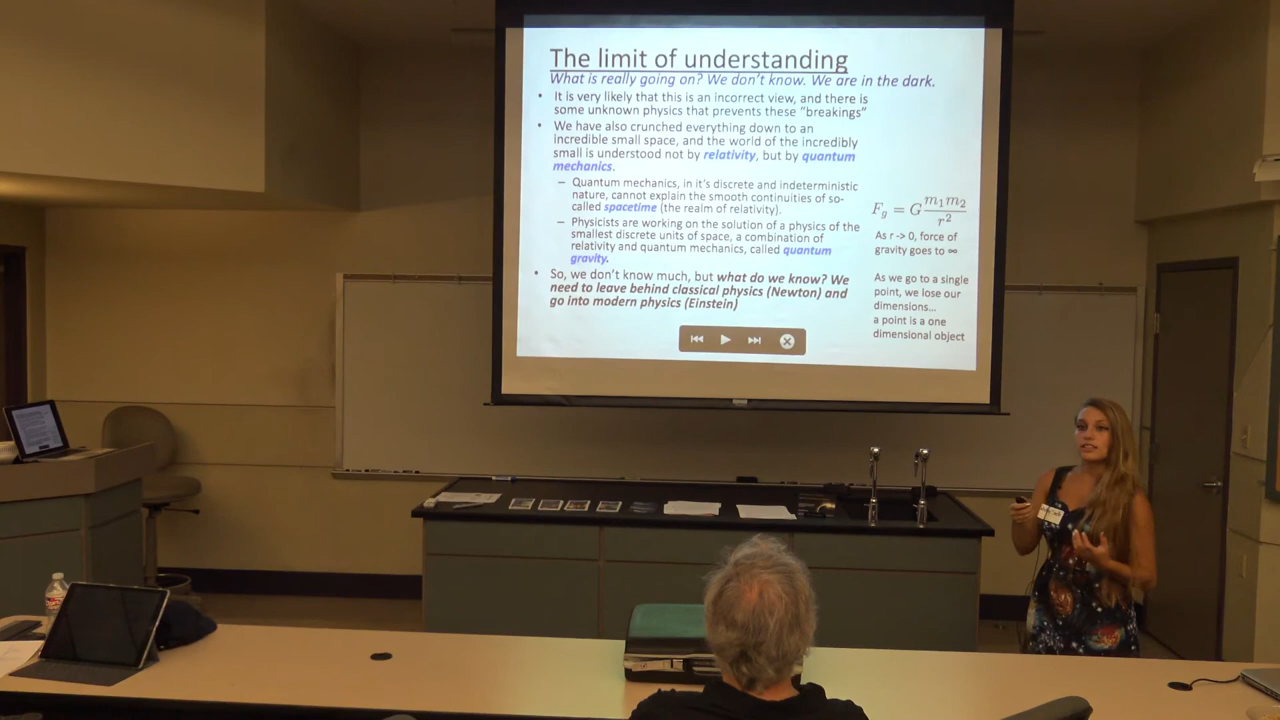 The limit of understanding
What is really going on? We don't know. We are in the dark.
• It is very likely that this is an incorrect view, and there is
some unknown physics that prevents these "breakings"
• We have also crunched everything down to an
incredible small space, and the world of the incredibly
small is understood not by relativity, but by quantum
mechanics.
– Quantum mechanics, in it's discrete and indeterministic
nature, cannot explain the smooth continuities of so-
called spacetime (the realm of relativity).
– Physicists are working on the solution of a physics of the
smallest discrete units of space, a combination of
relativity and quantum mechanics, called quantum
gravity.
• So, we don't know much, but what do we know? We
need to leave behind classical physics (Newton) and
go into modern physics (Einstein)
F_g = G m_1 m_2 / r^2
As r -> 0, force of
gravity goes to ∞
As we go to a single
point, we lose our
dimensions...
a point is a one
dimensional object